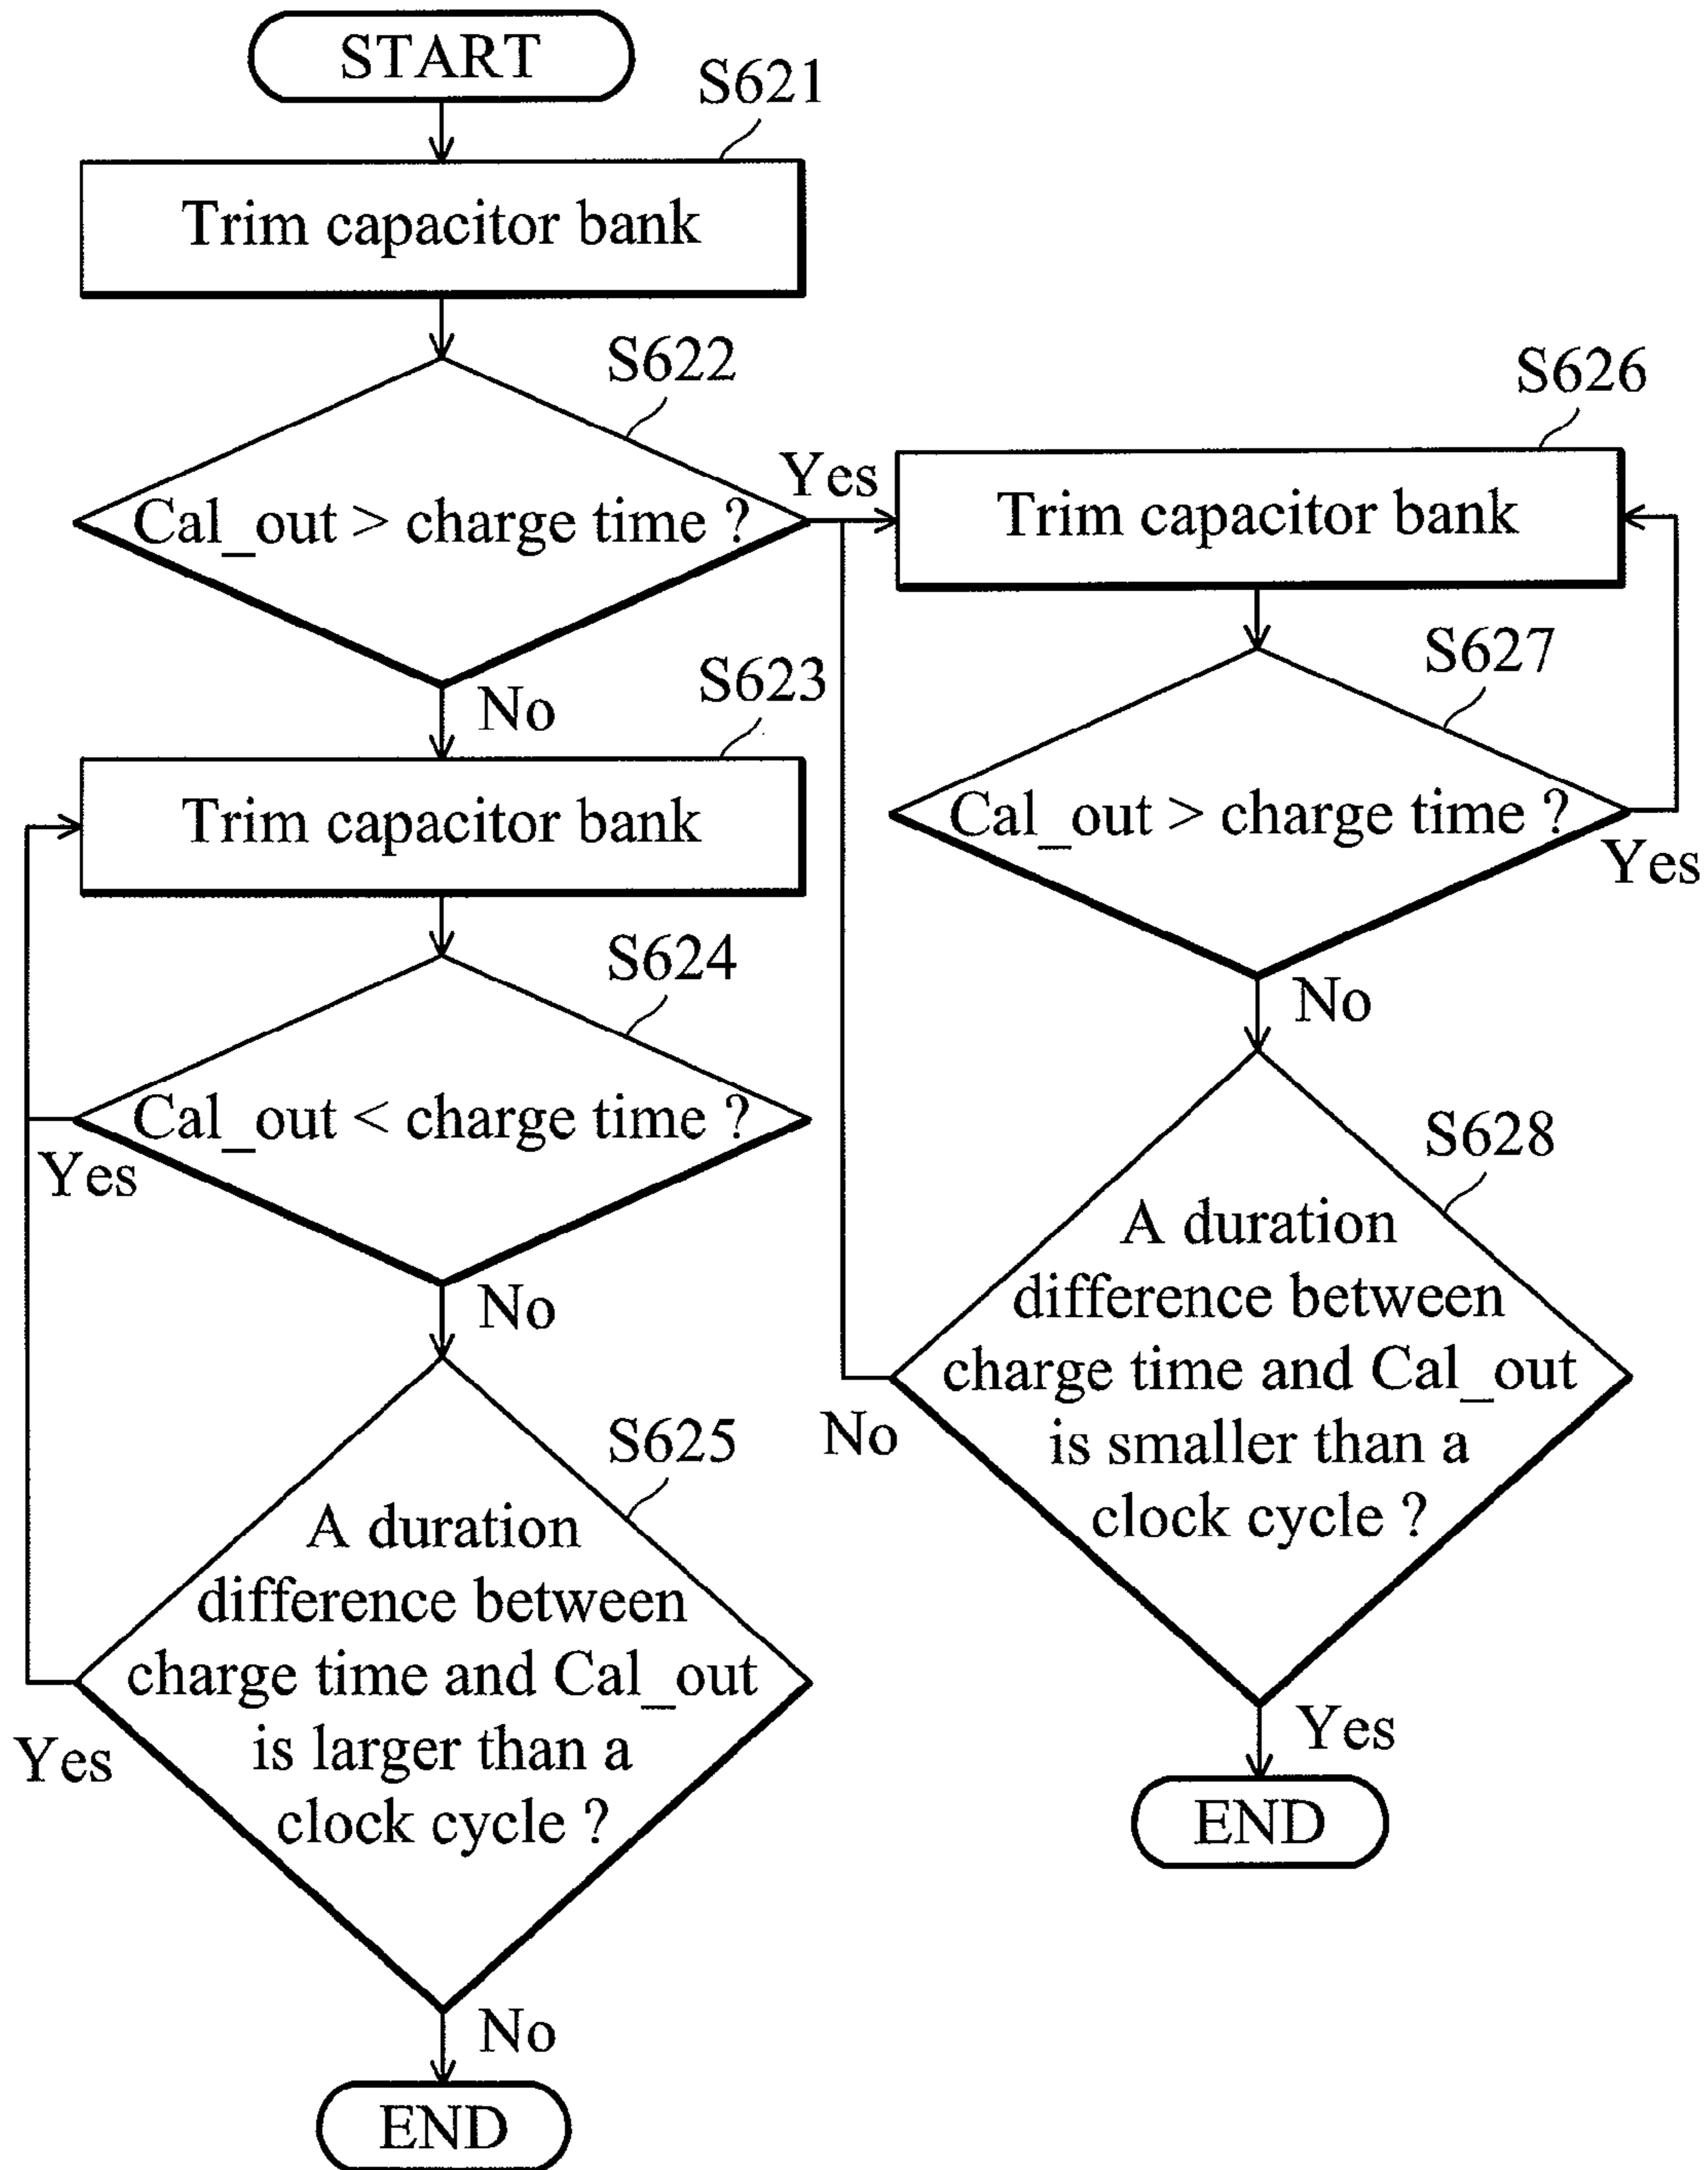 START
S621
Trim capacitor bank
S622
Cal_out > charge time ?
Yes
No
S623
Trim capacitor bank
S624
Cal_out < charge time ?
Yes
No
S625
A duration
difference between
charge time and Cal_out
is larger than a
clock cycle ?
Yes
No
END
S626
Trim capacitor bank
S627
Cal_out > charge time ?
Yes
No
S628
A duration
difference between
charge time and Cal_out
is smaller than a
clock cycle ?
No
Yes
END